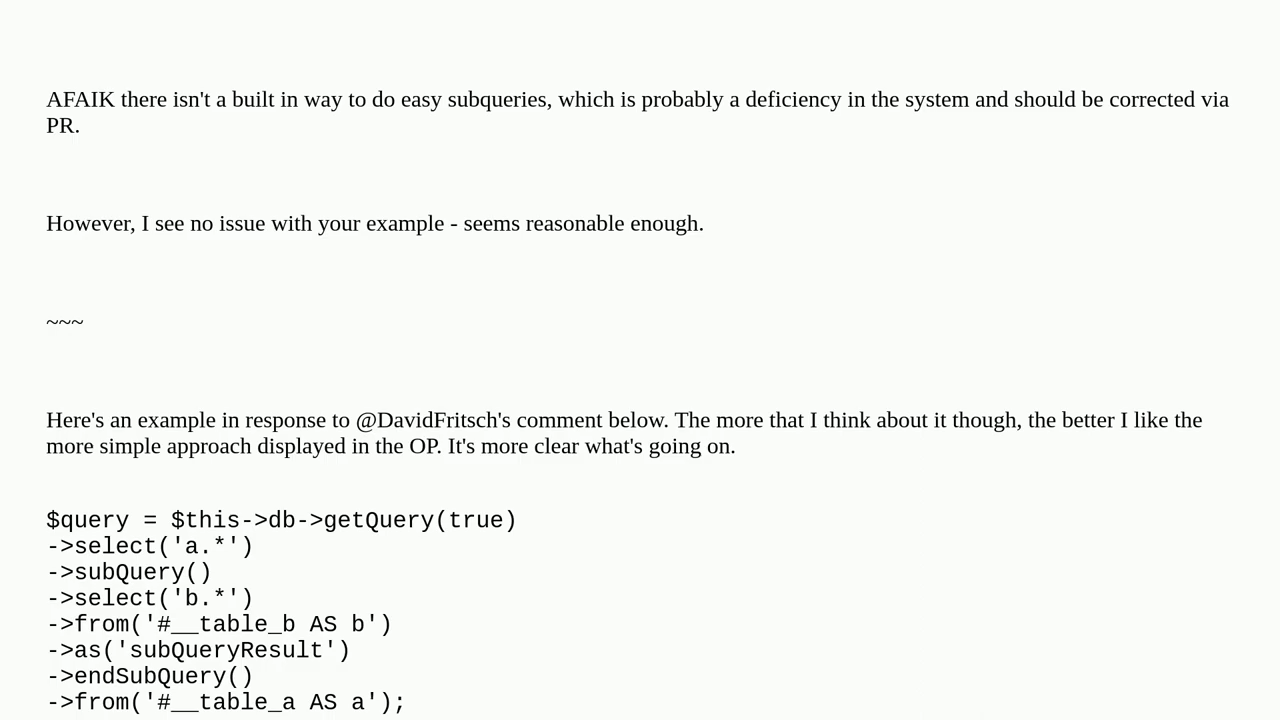 AFAIK there isn't a built in way to do easy subqueries, which is probably a deficiency in the system and should be corrected via
PR.
However, I see no issue with your example - seems reasonable enough.
~~~
Here's an example in response to @DavidFritsch's comment below. The more that I think about it though, the better I like the
more simple approach displayed in the OP. It's more clear what's going on.
$query = $this->db->getQuery(true)
->select('a.*')
->subQuery()
->select('b.*')
->from('#__table_b AS b')
->as('subQueryResult')
->endSubQuery()
->from('#__table_a AS a');